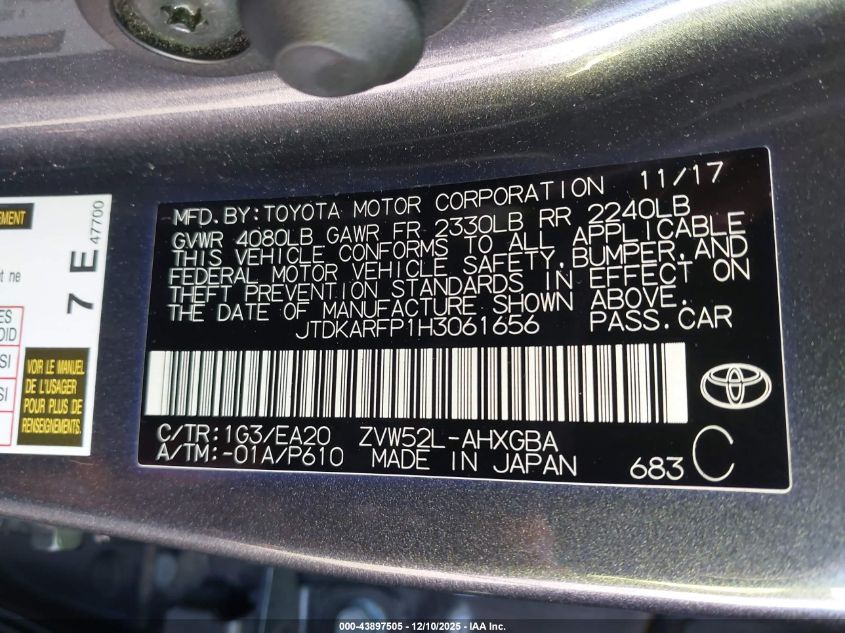 MFD. BY: TOYOTA MOTOR CORPORATION 11/17
GVWR 4080LB GAWR FR 2330LB RR 2240LB
THIS VEHICLE CONFORMS TO ALL APPLICABLE
FEDERAL MOTOR VEHICLE SAFETY, BUMPER, AND
THEFT PREVENTION STANDARDS IN EFFECT ON
THE DATE OF MANUFACTURE SHOWN ABOVE.
JTDKARFP1H3061656 PASS. CAR
C/TR: 1G3/EA20 ZVW52L-AHXGBA
A/TM: -01A/P610 MADE IN JAPAN 683 C
7 E 47700
VOIR LE MANUEL
DE L'USAGER
POUR PLUS DE
RENSEIGNEMENTS.
000-43897505 - 12/10/2025 - IAA Inc.